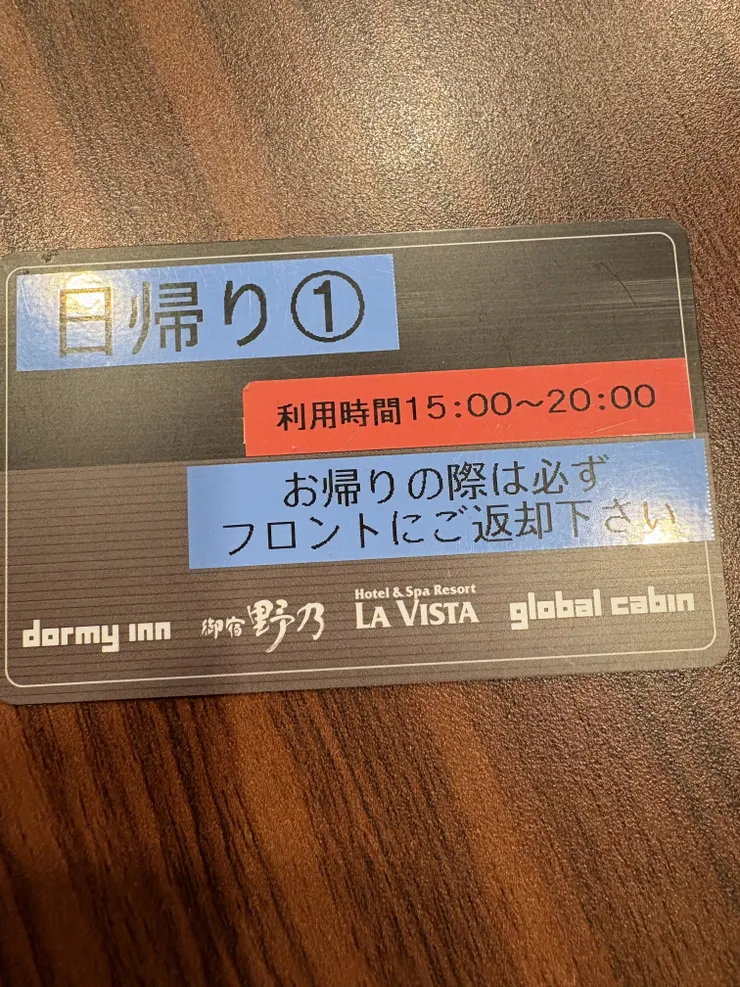 日帰り①
利用時間15:00～20:00
お帰りの際は必ず
フロントにご返却下さい
dormy inn
御宿 野乃
Hotel & Spa Resort
LA VISTA
global cabin